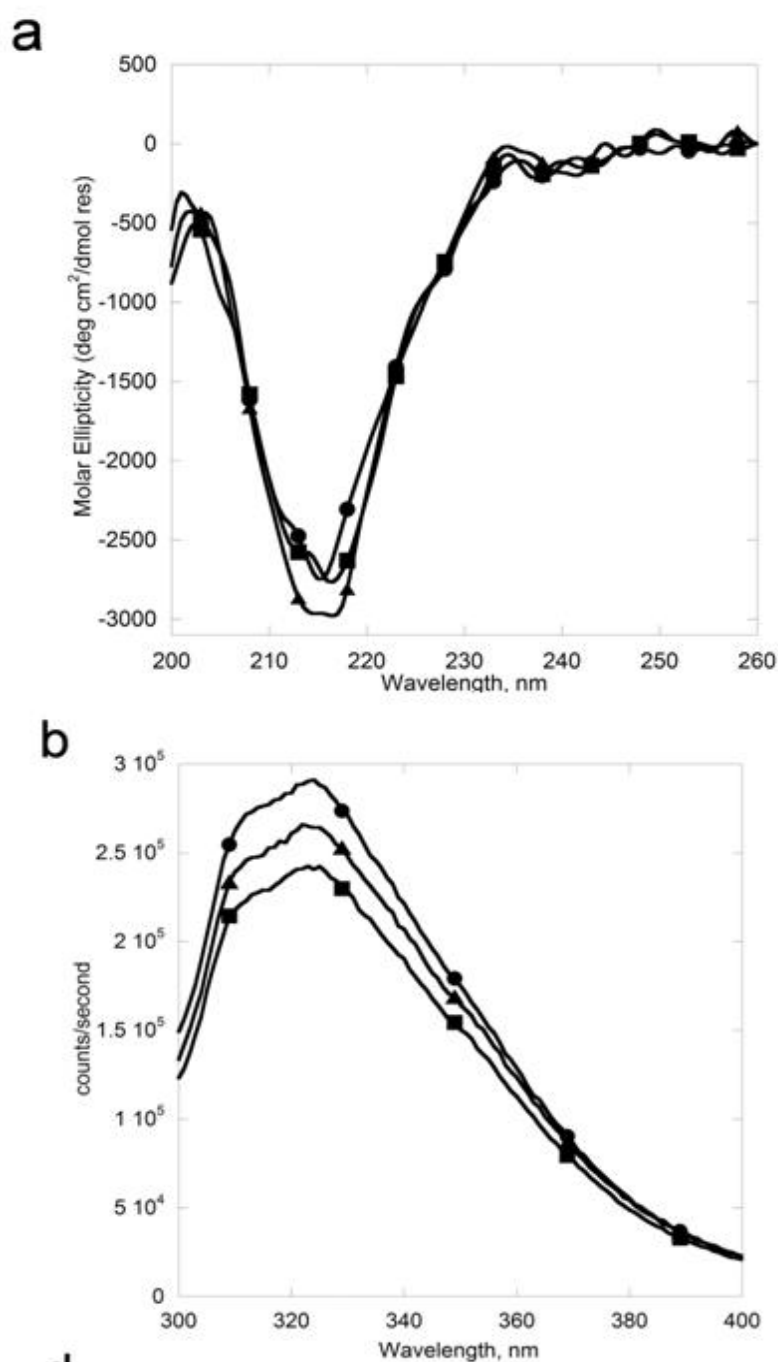 a
500
0
-500
-1000
-1500
-2000
-2500
-3000
Molar Ellipticity (deg cm²/dmol res)
200 210 220 230 240 250 260
Wavelength, nm
b
3 10⁵
2.5 10⁵
2 10⁵
1.5 10⁵
1 10⁵
5 10⁴
0
counts/second
300 320 340 360 380 400
Wavelength, nm